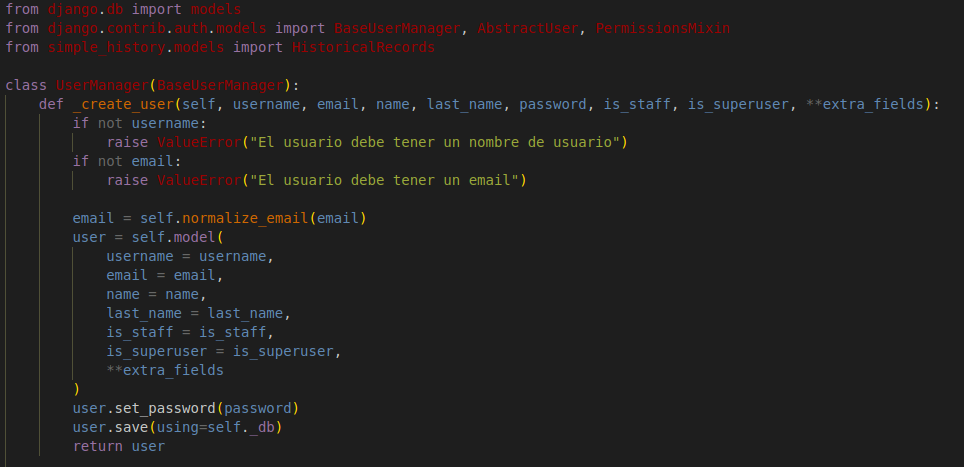 from django.db import models
from django.contrib.auth.models import BaseUserManager, AbstractUser, PermissionsMixin
from simple_history.models import HistoricalRecords

class UserManager(BaseUserManager):
    def _create_user(self, username, email, name, last_name, password, is_staff, is_superuser, **extra_fields):
        if not username:
            raise ValueError("El usuario debe tener un nombre de usuario")
        if not email:
            raise ValueError("El usuario debe tener un email")

        email = self.normalize_email(email)
        user = self.model(
            username = username,
            email = email,
            name = name,
            last_name = last_name,
            is_staff = is_staff,
            is_superuser = is_superuser,
            **extra_fields
        )
        user.set_password(password)
        user.save(using=self._db)
        return user